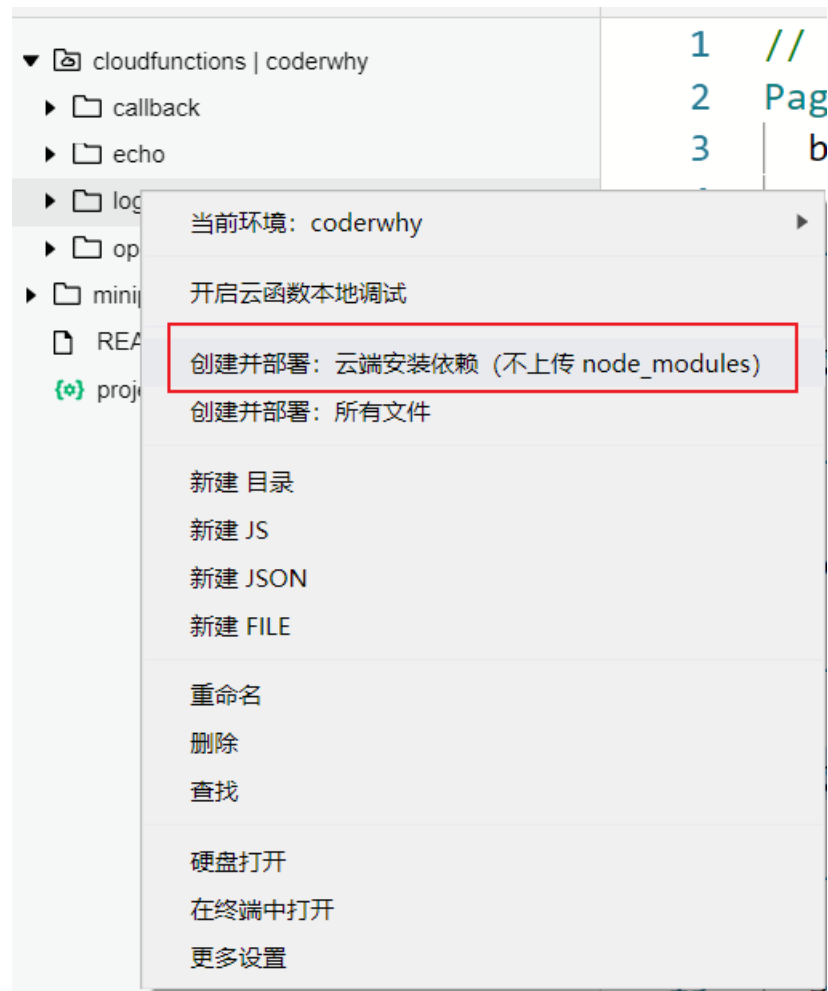 cloudfunctions | coderwhy
callback
echo
log
op
mini
REA
proj
1 //
2 Pag
3 b
当前环境：coderwhy
开启云函数本地调试
创建并部署：云端安装依赖（不上传 node_modules）
创建并部署：所有文件
新建 目录
新建 JS
新建 JSON
新建 FILE
重命名
删除
查找
硬盘打开
在终端中打开
更多设置